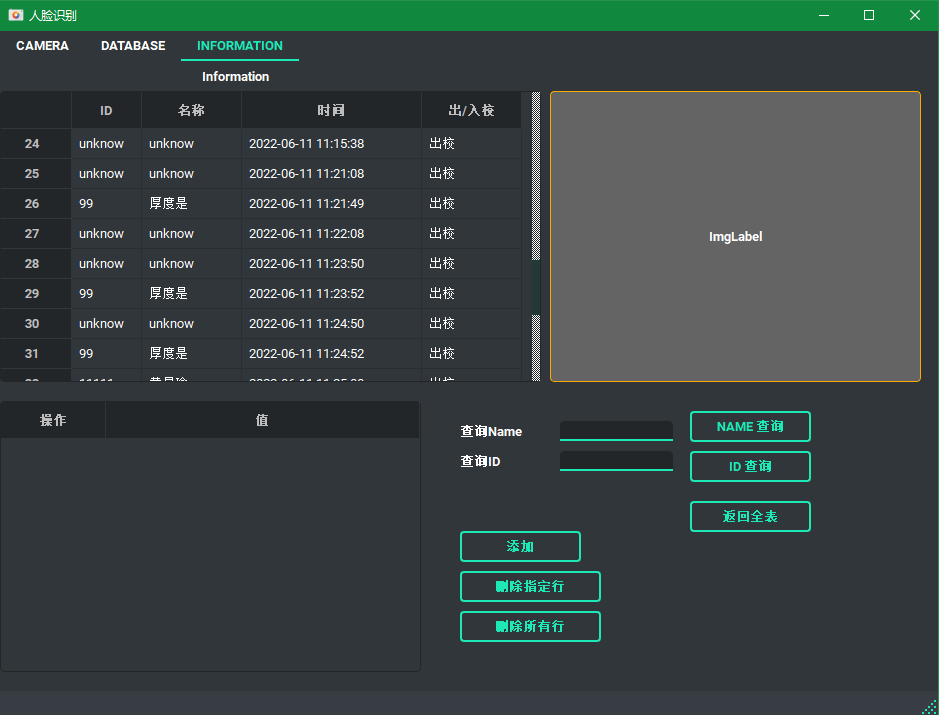 人脸识别
CAMERA DATABASE INFORMATION
Information
ID 名称 时间 出/入校
24 unknow unknow 2022-06-11 11:15:38 出校
25 unknow unknow 2022-06-11 11:21:08 出校
26 99 厚度是 2022-06-11 11:21:49 出校
27 unknow unknow 2022-06-11 11:22:08 出校
28 unknow unknow 2022-06-11 11:23:50 出校
29 99 厚度是 2022-06-11 11:23:52 出校
30 unknow unknow 2022-06-11 11:24:50 出校
31 99 厚度是 2022-06-11 11:24:52 出校
ImgLabel
操作 值
查询Name
NAME 查询
查询ID
ID 查询
返回全表
添加
删除指定行
删除所有行